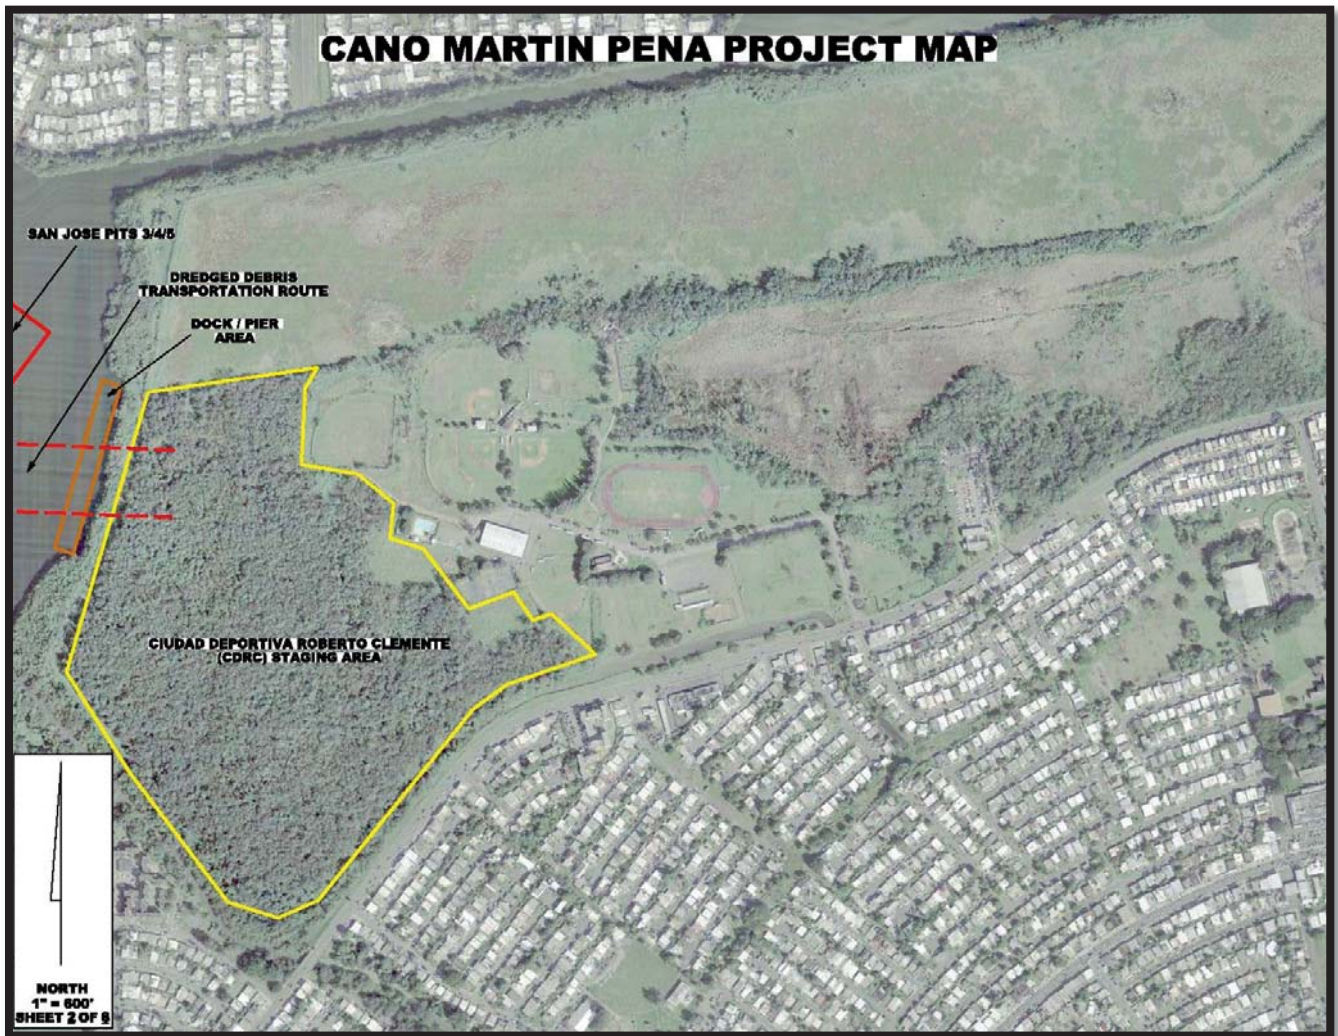 CANO MARTIN PENA PROJECT MAP
SAN JOSE PITS 3/4/5
DREDGED DEBRIS
TRANSPORTATION ROUTE
DOCK / PIER
AREA
CIUDAD DEPORTIVA ROBERTO CLEMENTE
(CDRC) STAGING AREA
NORTH
1" = 600'
SHEET 2 OF 6